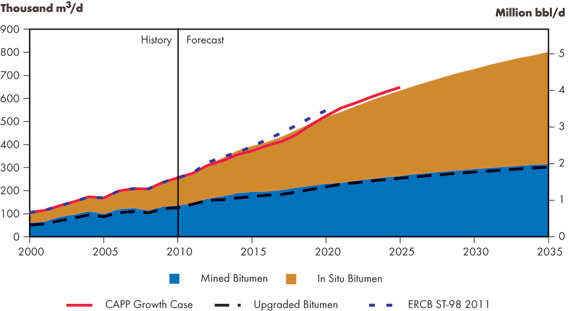 Thousand m³/d
Million bbl/d
History
Forecast
900
800
700
600
500
400
300
200
100
0
5
4
3
2
1
0
2000
2005
2010
2015
2020
2025
2030
2035
Mined Bitumen
In Situ Bitumen
CAPP Growth Case
Upgraded Bitumen
ERCB ST-98 2011